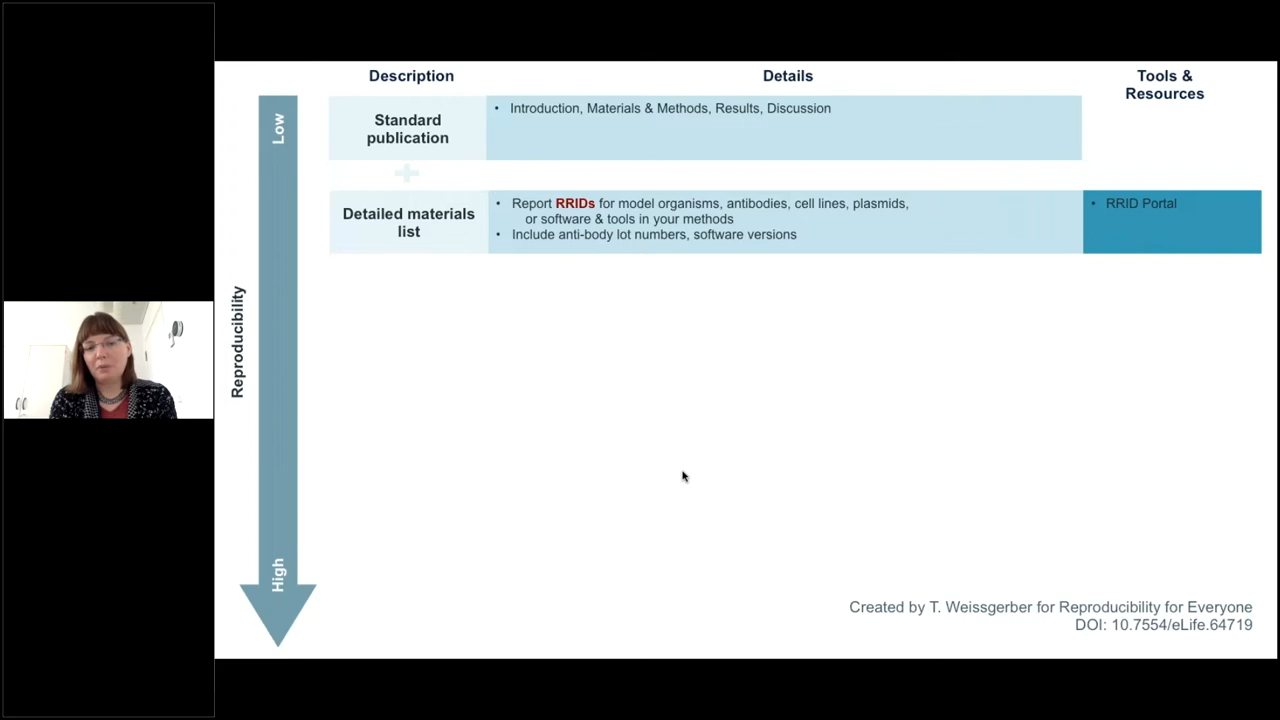 Description
Details
Tools &
Resources
Low
Standard
publication
• Introduction, Materials & Methods, Results, Discussion
Detailed materials
list
• Report RRIDs for model organisms, antibodies, cell lines, plasmids,
or software & tools in your methods
• Include anti-body lot numbers, software versions
• RRID Portal
Reproducibility
High
Created by T. Weissgerber for Reproducibility for Everyone
DOI: 10.7554/eLife.64719